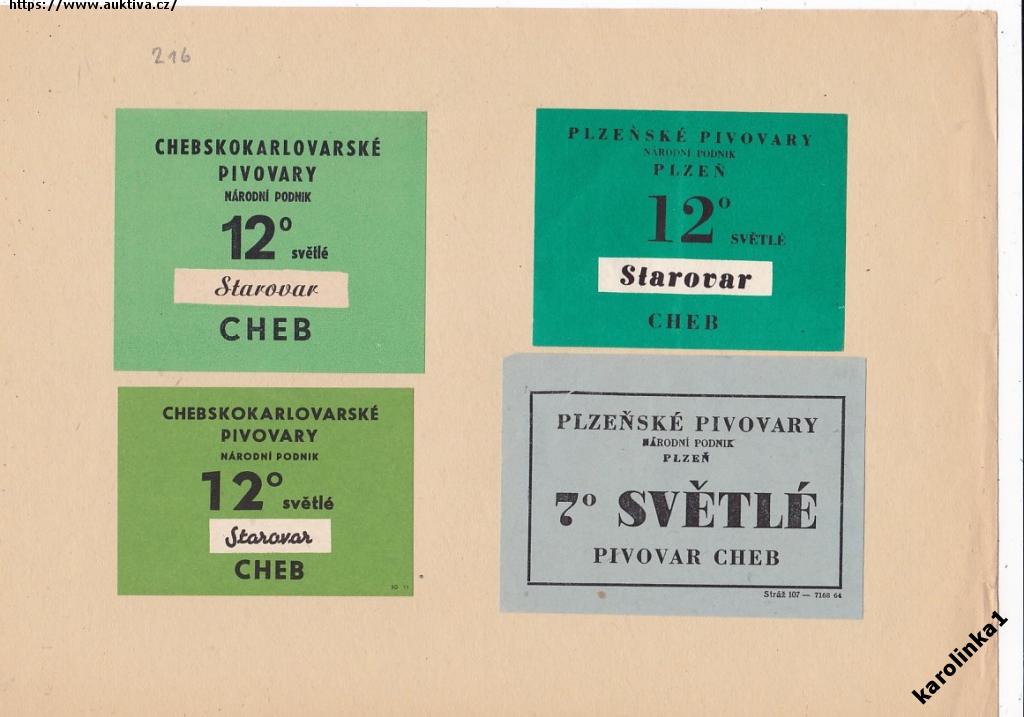 https://www.auktiva.cz/
216
CHEBSKOKARLOVARSKÉ
PIVOVARY
NÁRODNÍ PODNIK
12° světlé
Starovar
CHEB
PLZEŇSKÉ PIVOVARY
NÁRODNÍ PODNIK
PLZEŇ
12° SVĚTLÉ
Starovar
CHEB
CHEBSKOKARLOVARSKÉ
PIVOVARY
NÁRODNÍ PODNIK
12° světlé
Starovar
CHEB
PLZEŇSKÉ PIVOVARY
NÁRODNÍ PODNIK
PLZEŇ
7° SVĚTLÉ
PIVOVAR CHEB
Stráž 107 — 7168 64
karolinka1